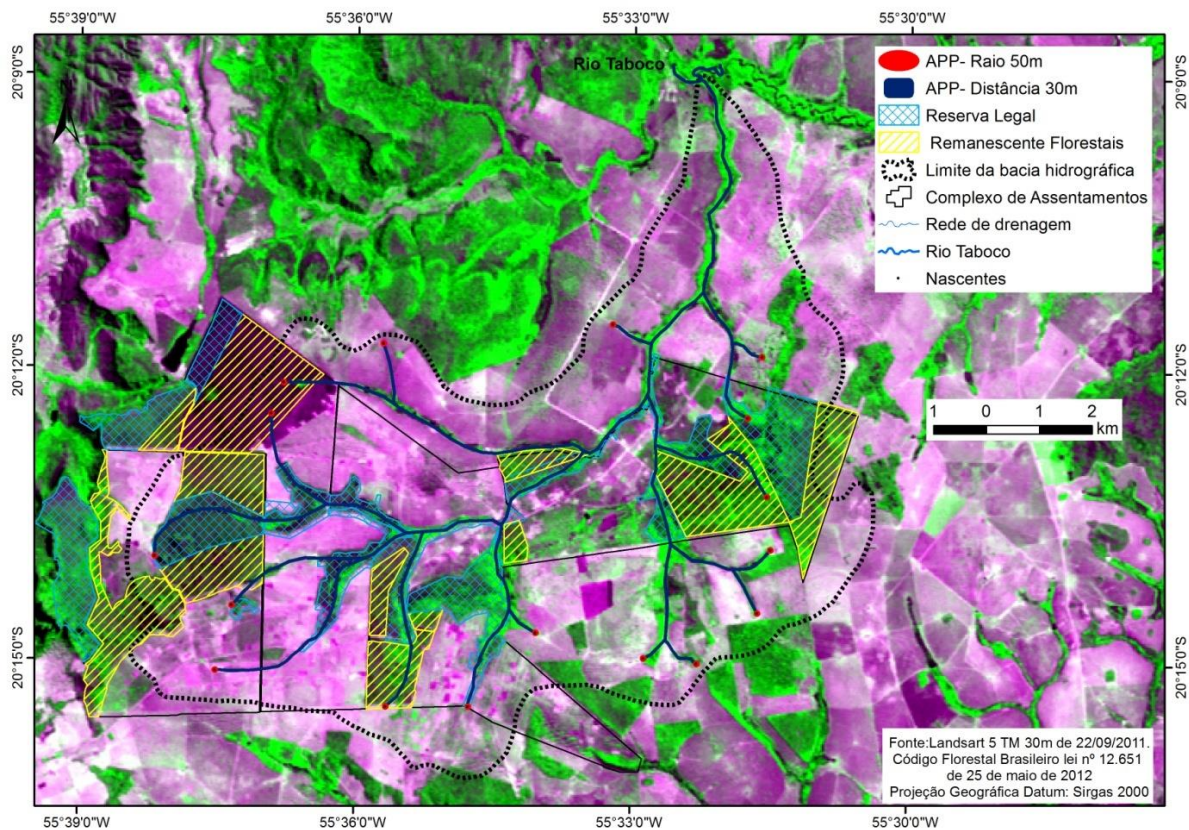 55°39'0"W 55°36'0"W 55°33'0"W 55°30'0"W
20°9'0"S
20°12'0"S
20°15'0"S
Rio Taboco
APP- Raio 50m
APP- Distância 30m
Reserva Legal
Remanescente Florestais
Limite da bacia hidrográfica
Complexo de Assentamentos
Rede de drenagem
Rio Taboco
Nascentes
20°9'0"S
20°12'0"S
1 0 1 2
km
20°15'0"S
Fonte:Landsart 5 TM 30m de 22/09/2011.
Código Florestal Brasileiro lei nº 12.651
de 25 de maio de 2012
Projeção Geográfica Datum: Sirgas 2000
55°39'0"W 55°36'0"W 55°33'0"W 55°30'0"W